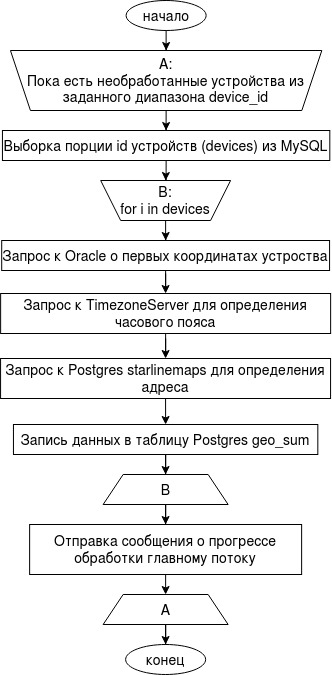 начало
А:
Пока есть необработанные устройства из
заданного диапазона device_id
Выборка порции id устройств (devices) из MySQL
B:
for i in devices
Запрос к Oracle о первых координатах устроства
Запрос к TimezoneServer для определения
часового пояса
Запрос к Postgres starlinemaps для определения
адреса
Запись данных в таблицу Postgres geo_sum
B
Отправка сообщения о прогрессе
обработки главному потоку
А
конец